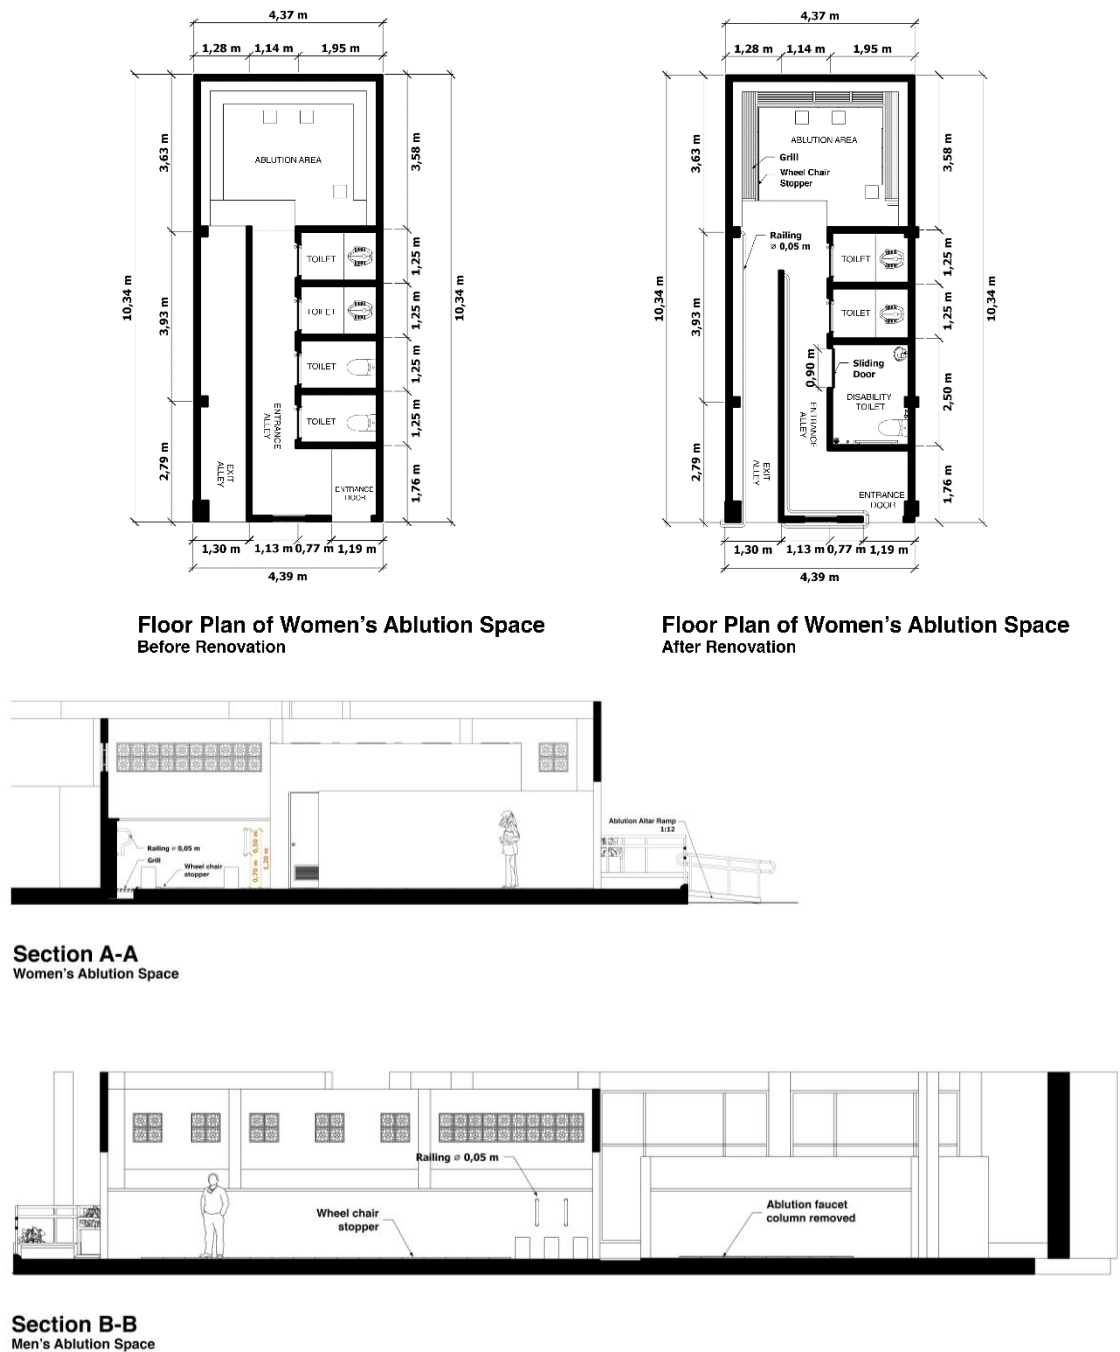 4,37 m
1,28 m
1,14 m
1,95 m
3,63 m
3,93 m
2,79 m
10,34 m
ABLUTION AREA
TOILET
TOILET
TOILET
TOILET
ENTRANCE
ALLEY
EXIT
ALLEY
ENTRANCE
DOOR
3,58 m
1,25 m
1,25 m
1,25 m
1,25 m
1,76 m
10,34 m
1,30 m
1,13 m
0,77 m
1,19 m
4,39 m
Floor Plan of Women's Ablution Space
Before Renovation
4,37 m
1,28 m
1,14 m
1,95 m
3,63 m
3,93 m
2,79 m
10,34 m
ABLUTION AREA
Grill
Wheel Chair
Stopper
Railing
⌀ 0,05 m
TOILET
TOILET
0,90 m
Sliding
Door
DISABILITY
TOILET
ENTRANCE
ALLEY
EXIT
ALLEY
ENTRANCE
DOOR
3,58 m
1,25 m
1,25 m
2,50 m
1,76 m
10,34 m
1,30 m
1,13 m
0,77 m
1,19 m
4,39 m
Floor Plan of Women's Ablution Space
After Renovation
Railing ⌀ 0,05 m
Grill
Wheel chair
stopper
0,50 m
0,70 m
1,20 m
Ablution Altar Ramp
1:12
Section A-A
Women's Ablution Space
Railing ⌀ 0,05 m
Wheel chair
stopper
Ablution faucet
column removed
Section B-B
Men's Ablution Space